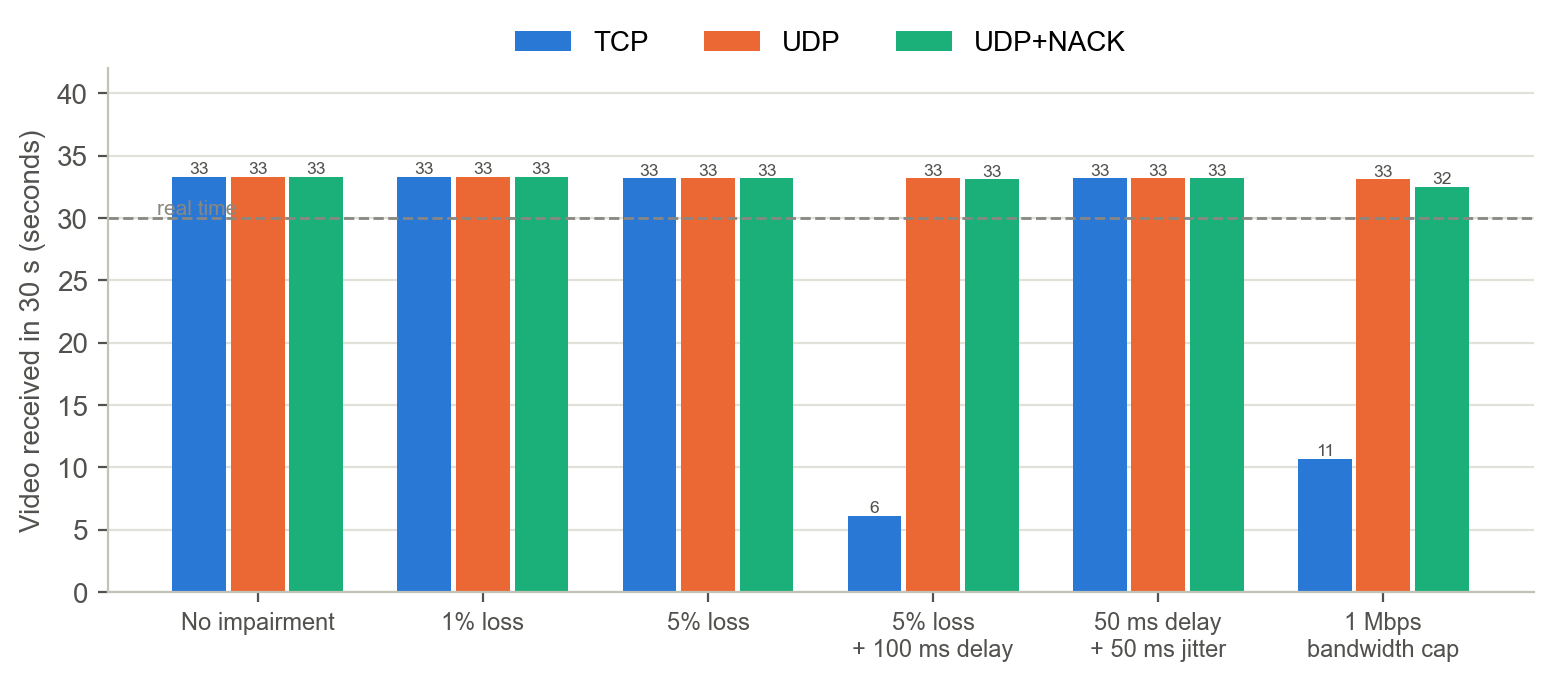 TCP UDP UDP+NACK
Video received in 30 s (seconds)
40
35
30
25
20
15
10
5
0
real time
33 33 33 33 33 33 33 33 33 6 33 33 33 33 33 11 33 32
No impairment 1% loss 5% loss 5% loss + 100 ms delay 50 ms delay + 50 ms jitter 1 Mbps bandwidth cap